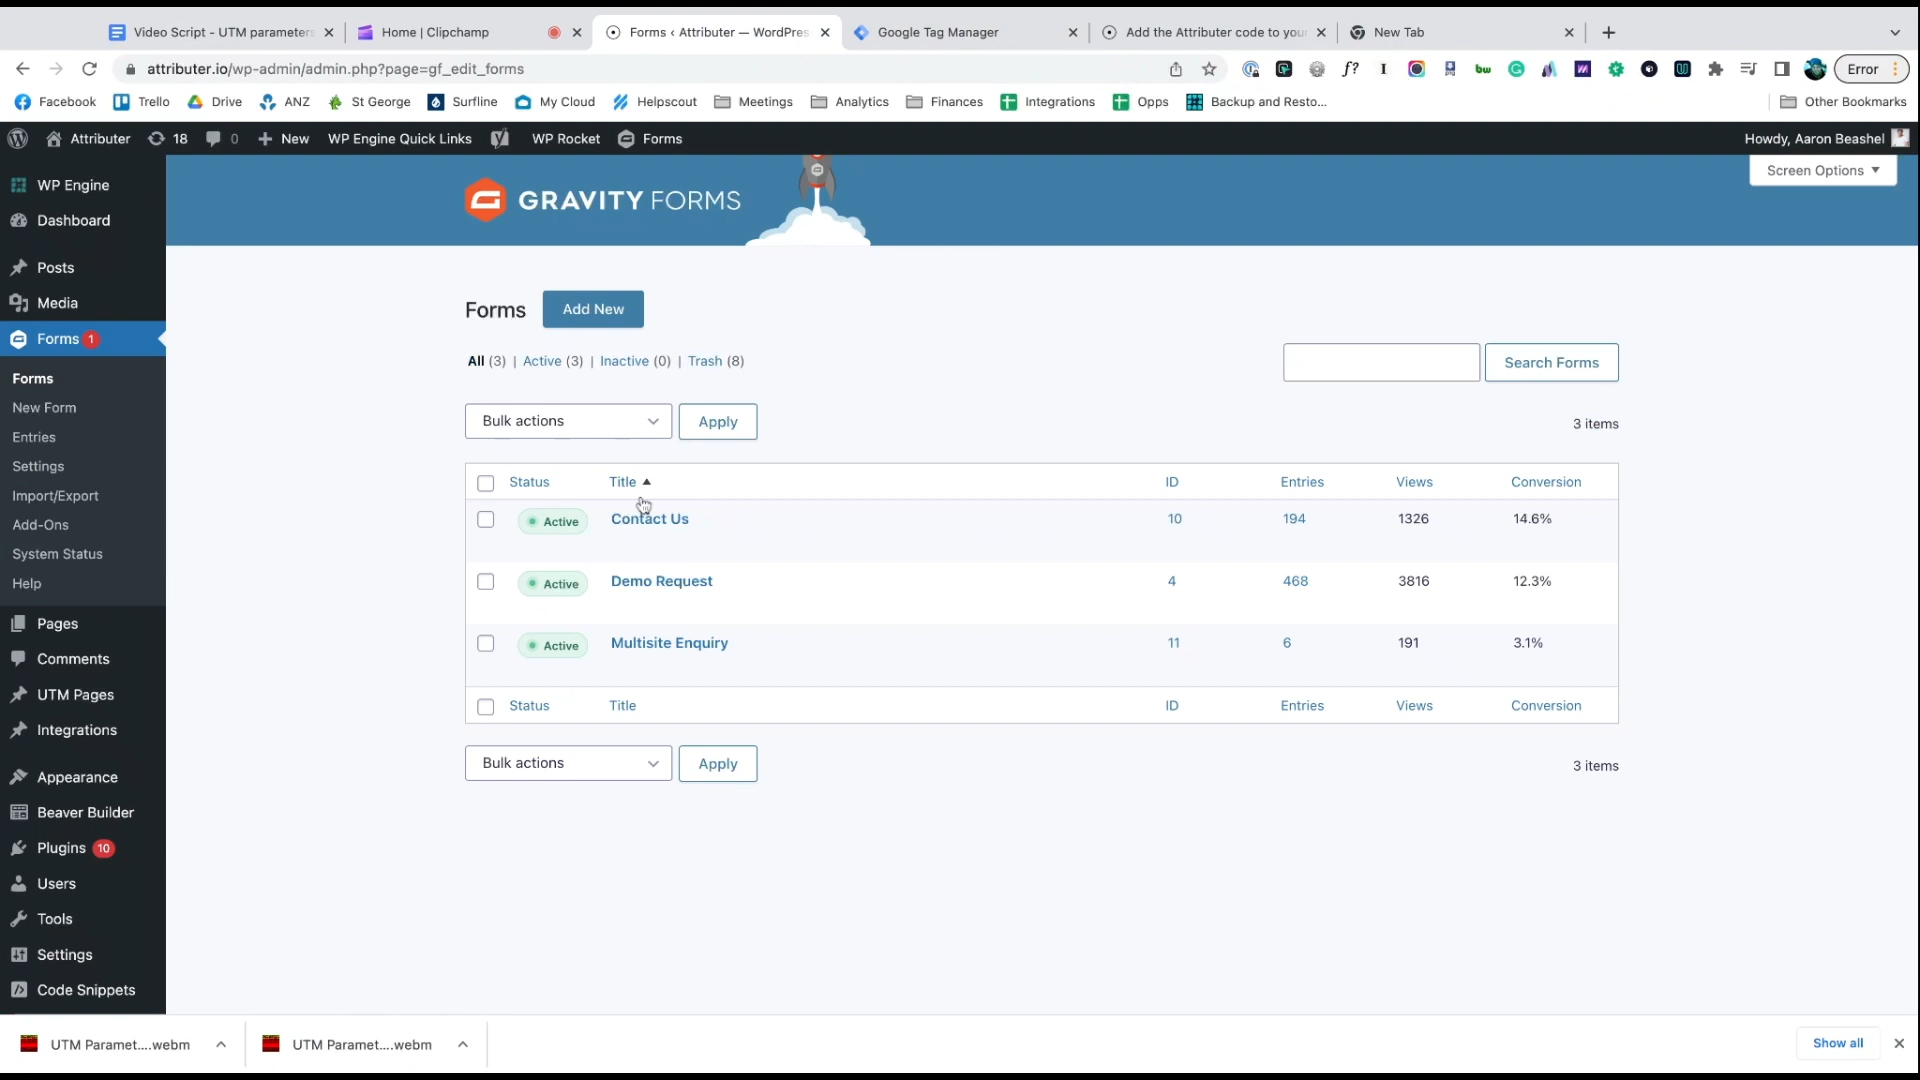 Video Script - UTM parameters
Home | Clipchamp
Forms ‹ Attributer — WordPres
Google Tag Manager
Add the Attributer code to your
New Tab
attributer.io/wp-admin/admin.php?page=gf_edit_forms
Error
Facebook
Trello
Drive
ANZ
St George
Surfline
My Cloud
Helpscout
Meetings
Analytics
Finances
Integrations
Opps
Backup and Resto...
Other Bookmarks
Attributer
18
0
New
WP Engine Quick Links
WP Rocket
Forms
Howdy, Aaron Beashel
WP Engine
Dashboard
Posts
Media
Forms 1
Forms
New Form
Entries
Settings
Import/Export
Add-Ons
System Status
Help
Pages
Comments
UTM Pages
Integrations
Appearance
Beaver Builder
Plugins 10
Users
Tools
Settings
Code Snippets
GRAVITY FORMS
Screen Options
Forms Add New
All (3) | Active (3) | Inactive (0) | Trash (8)
Search Forms
Bulk actions Apply
3 items
Status Title ID Entries Views Conversion
Active Contact Us 10 194 1326 14.6%
Active Demo Request 4 468 3816 12.3%
Active Multisite Enquiry 11 6 191 3.1%
Status Title ID Entries Views Conversion
Bulk actions Apply
3 items
UTM Paramet....webm
UTM Paramet....webm
Show all